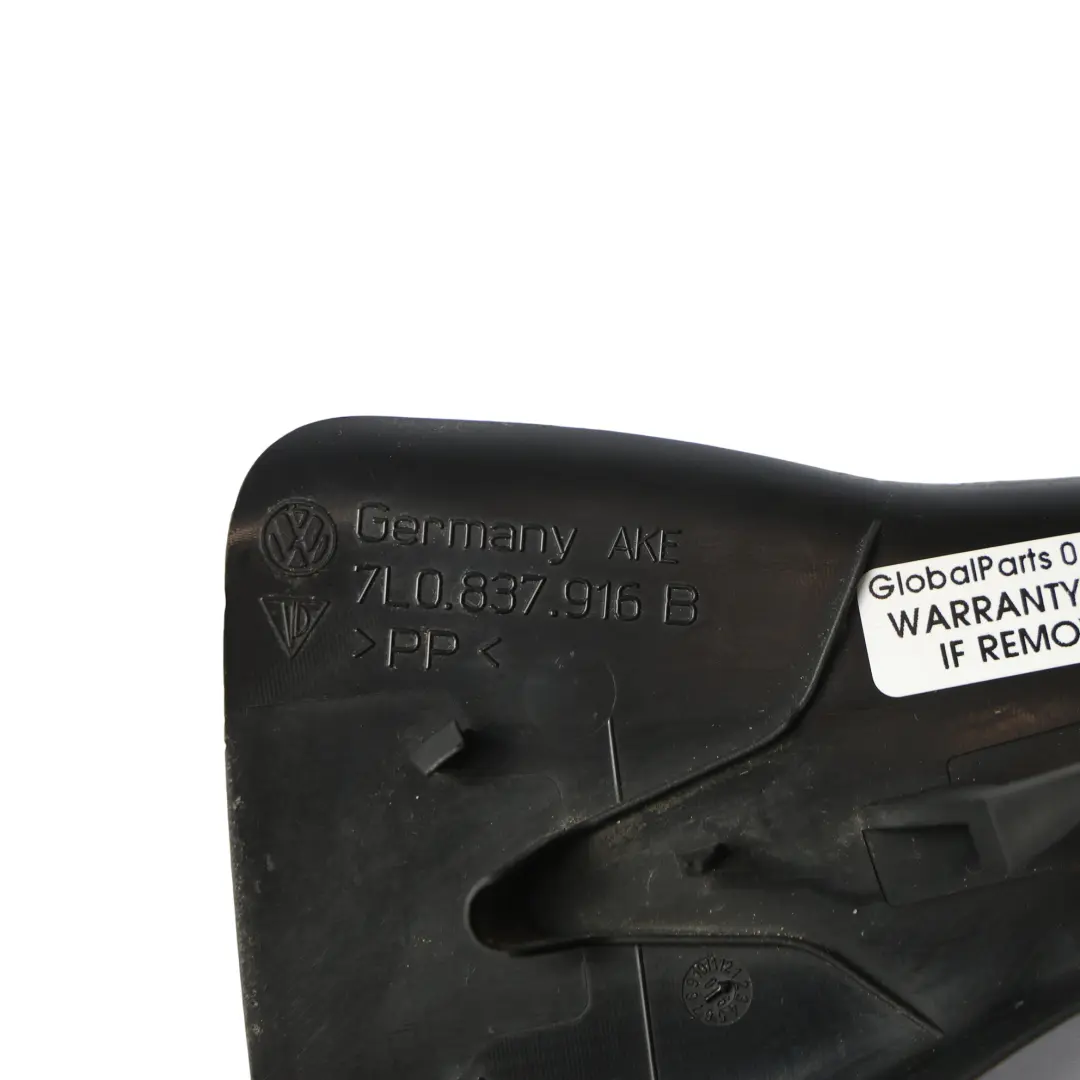 Germany AKE
7L0.837.916 B
>PP<
GlobalParts 0
WARRANTY
IF REMO